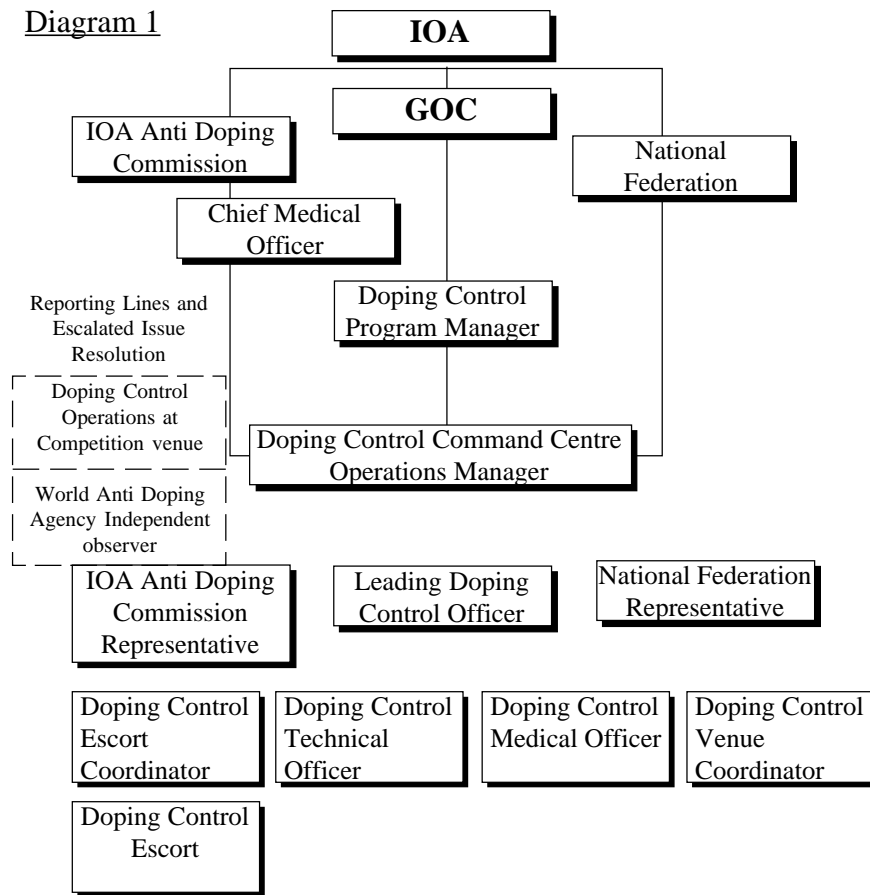 Diagram 1
IOA
GOC
IOA Anti Doping
Commission
National
Federation
Chief Medical
Officer
Doping Control
Program Manager
Reporting Lines and
Escalated Issue
Resolution
Doping Control
Operations at
Competition venue
Doping Control Command Centre
Operations Manager
World Anti Doping
Agency Independent
observer
IOA Anti Doping
Commission
Representative
Leading Doping
Control Officer
National Federation
Representative
Doping Control
Escort
Coordinator
Doping Control
Technical
Officer
Doping Control
Medical Officer
Doping Control
Venue
Coordinator
Doping Control
Escort